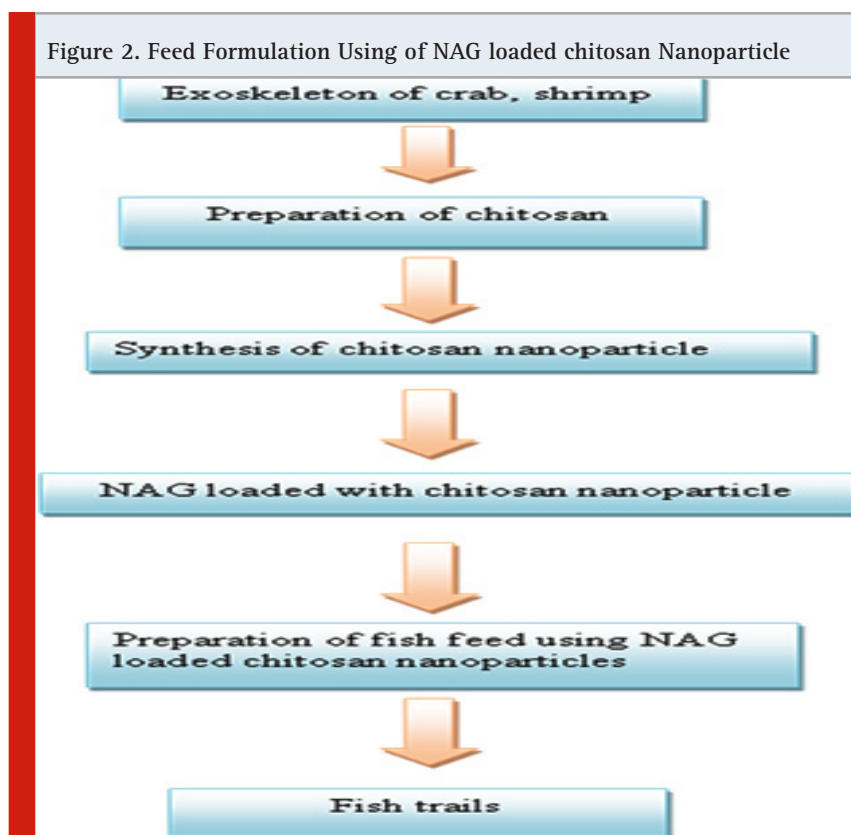 Figure 2. Feed Formulation Using of NAG loaded chitosan Nanoparticle
Exoskeleton of crab, shrimp
Preparation of chitosan
Synthesis of chitosan nanoparticle
NAG loaded with chitosan nanoparticle
Preparation of fish feed using NAG
loaded chitosan nanoparticles
Fish trails